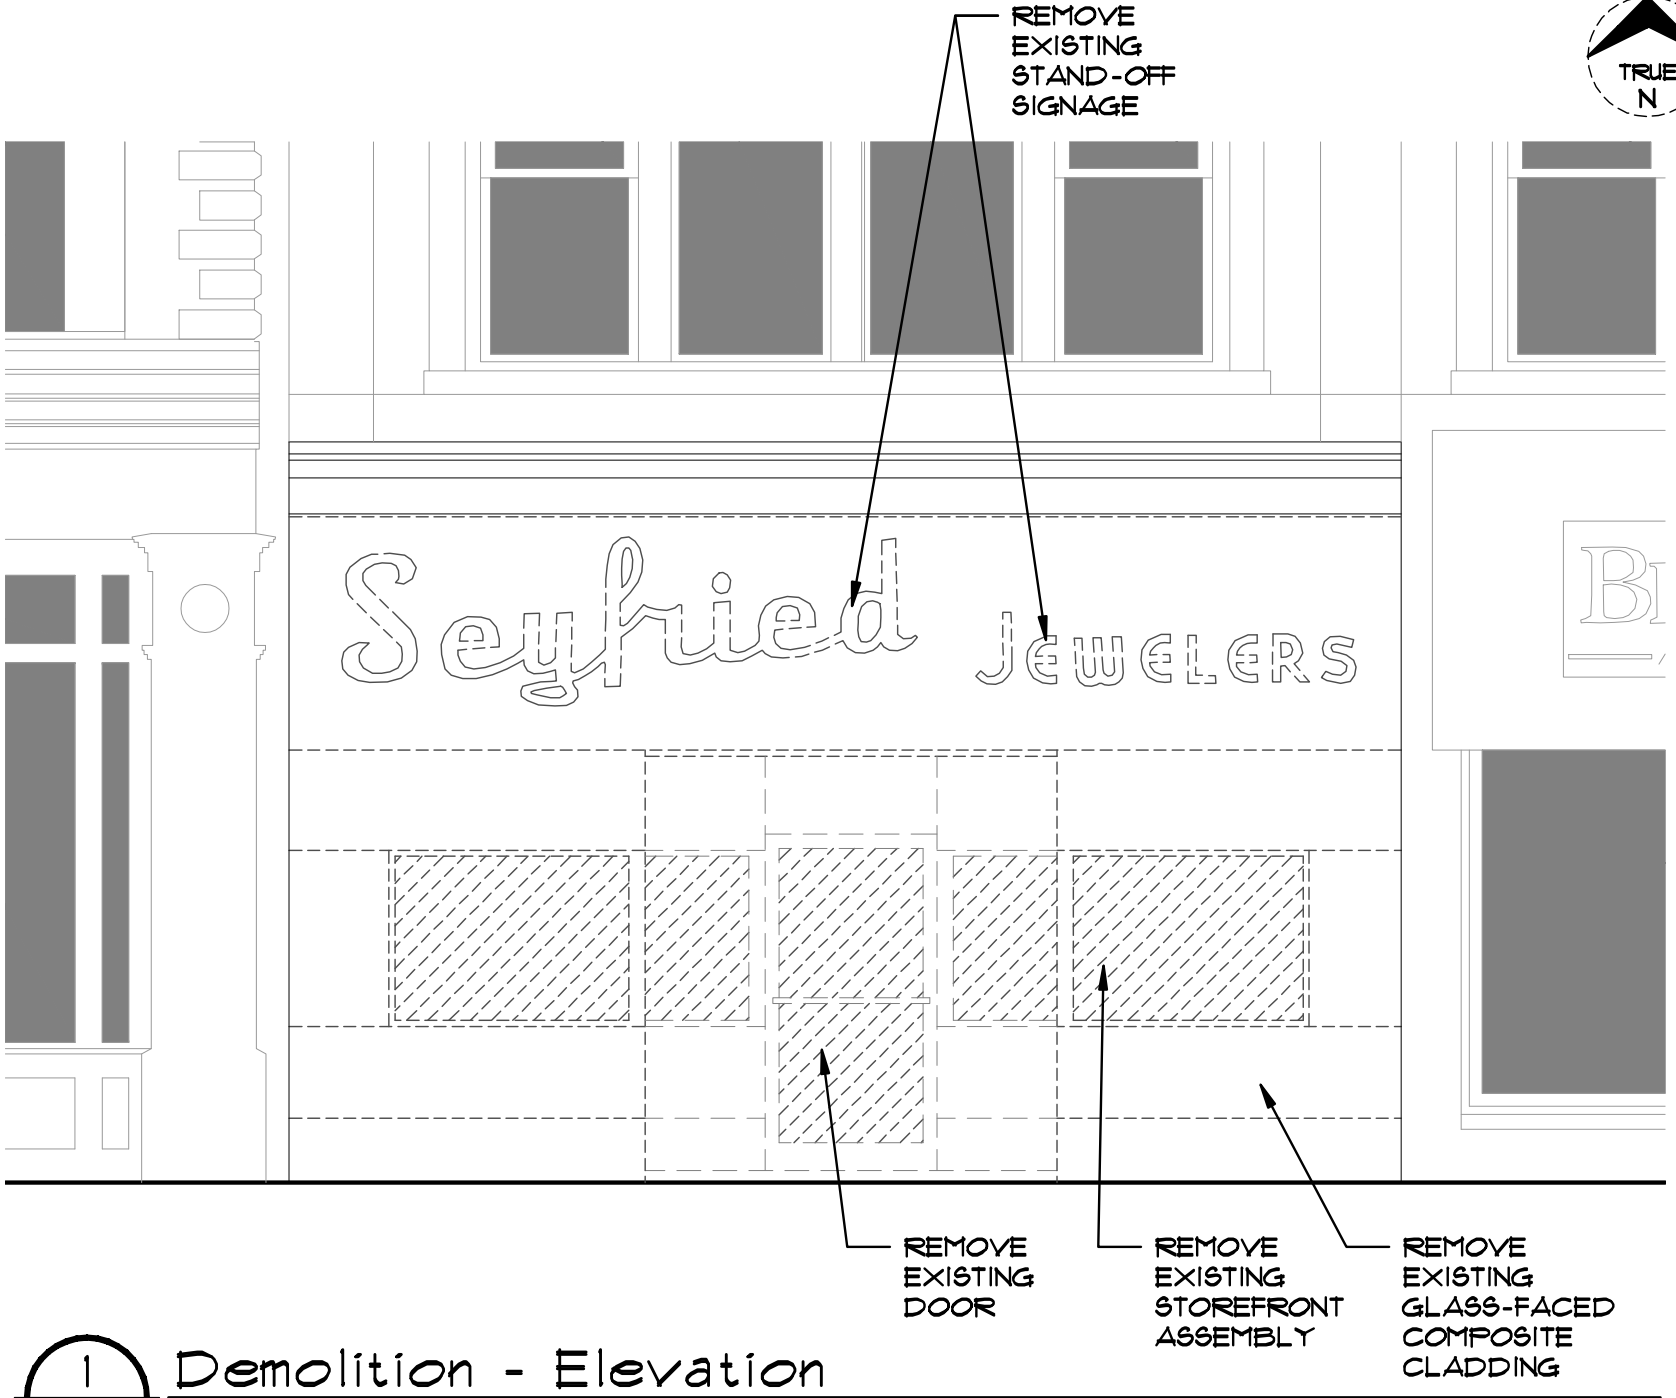 REMOVE
EXISTING
STAND-OFF
SIGNAGE
TRUE
N
Seyfried JEWELERS
REMOVE
EXISTING
DOOR
REMOVE
EXISTING
STOREFRONT
ASSEMBLY
REMOVE
EXISTING
GLASS-FACED
COMPOSITE
CLADDING
1
Demolition - Elevation